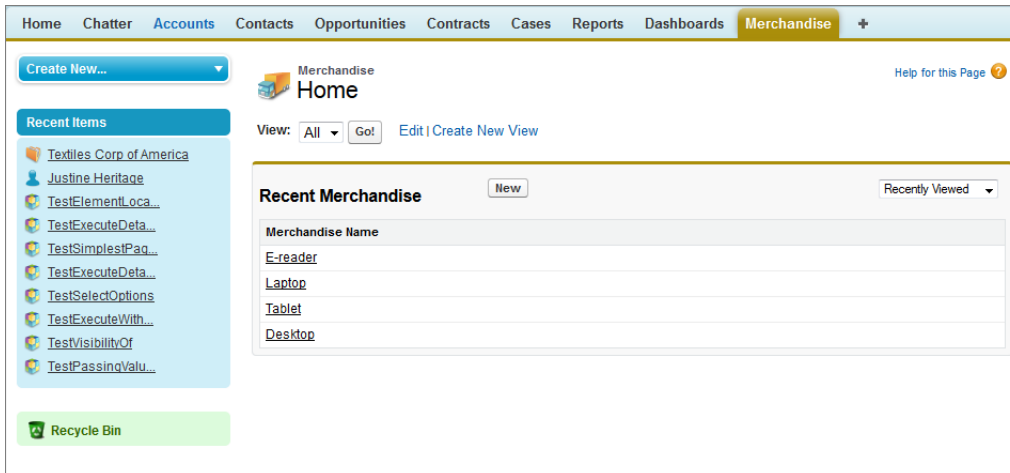 Home Chatter Accounts Contacts Opportunities Contracts Cases Reports Dashboards Merchandise +
Create New...
Recent Items
Textiles Corp of America
Justine Heritage
TestElementLoca...
TestExecuteDeta...
TestSimplestPag...
TestExecuteDeta...
TestSelectOptions
TestExecuteWith...
TestVisibilityOf
TestPassingValu...
Recycle Bin
Merchandise
Home
Help for this Page ?
View: All Go! Edit | Create New View
Recent Merchandise New Recently Viewed
Merchandise Name
E-reader
Laptop
Tablet
Desktop